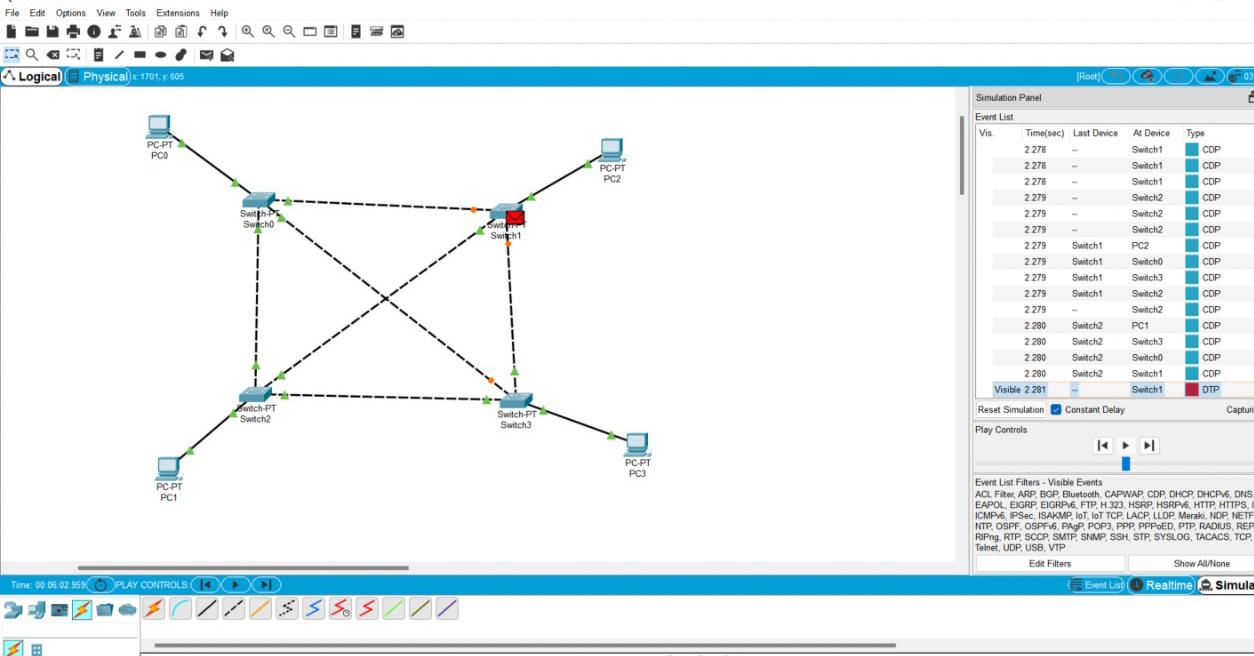 File Edit Options View Tools Extensions Help
Logical Physical x: 1701, y: 605 [Root] 03
PC-PT
PC0
PC-PT
PC2
Switch-PT
Switch0
Switch-PT
Switch1
Switch-PT
Switch2
Switch-PT
Switch3
PC-PT
PC1
PC-PT
PC3
Simulation Panel
Event List
Vis. Time(sec) Last Device At Device Type
2.278 -- Switch1 CDP
2.278 -- Switch1 CDP
2.278 -- Switch1 CDP
2.278 -- Switch2 CDP
2.278 -- Switch2 CDP
2.278 -- Switch2 CDP
2.279 Switch1 PC2 CDP
2.279 Switch1 Switch0 CDP
2.279 Switch1 Switch3 CDP
2.279 Switch1 Switch2 CDP
2.279 -- Switch2 CDP
2.280 Switch2 PC1 CDP
2.280 Switch2 Switch3 CDP
2.280 Switch2 Switch0 CDP
2.280 Switch2 Switch1 CDP
Visible 2.281 -- Switch1 DTP
Reset Simulation Constant Delay Capturi
Play Controls
Event List Filters - Visible Events
ACL Filter, ARP, BGP, Bluetooth, CAPWAP, CDP, DHCP, DHCPv6, DNS,
EAPOL, EIGRP, EIGRPv6, FTP, H.323, HSRP, HSRPv6, HTTP, HTTPS, I
ICMPv6, IPSec, ISAKMP, IoT, IoT TCP, LACP, LLDP, Meraki, NDP, NETF
NTP, OSPF, OSPFv6, PAgP, POP3, PPP, PPPoED, PTP, RADIUS, REP
RIPng, RTP, SCCP, SMTP, SNMP, SSH, STP, SYSLOG, TACACS, TCP,
Telnet, UDP, USB, VTP
Edit Filters Show All/None
Time: 00:06:02.959 PLAY CONTROLS: Event List Realtime Simula